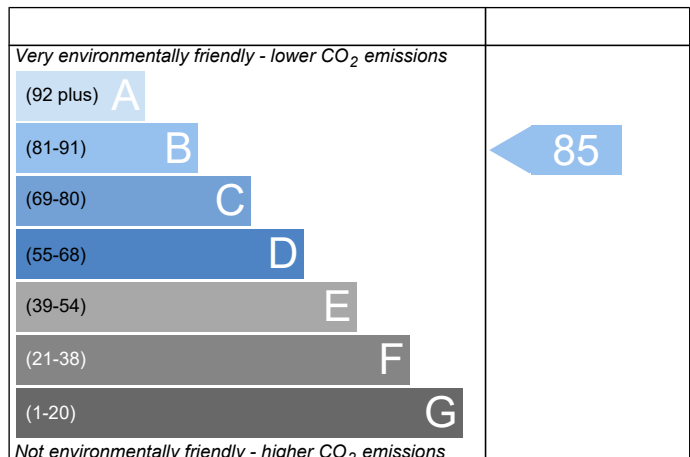 Very environmentally friendly - lower CO2 emissions
(92 plus) A
(81-91) B
85
(69-80) C
(55-68) D
(39-54) E
(21-38) F
(1-20) G
Not environmentally friendly - higher CO2 emissions